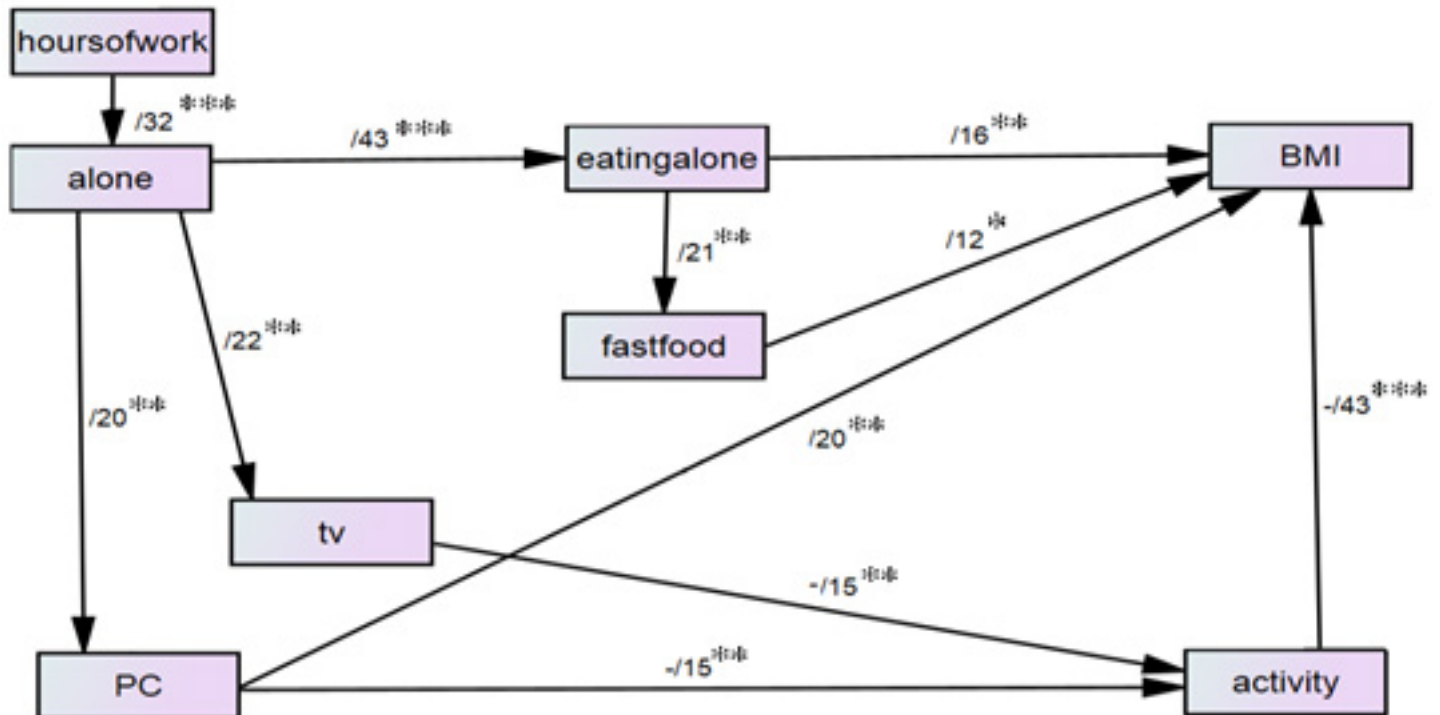 hoursofwork
/32***
alone
/43***
eatingalone
/16**
BMI
/21**
/12*
fastfood
/22**
/20**
/20**
-/43***
tv
-/15**
PC
-/15**
activity